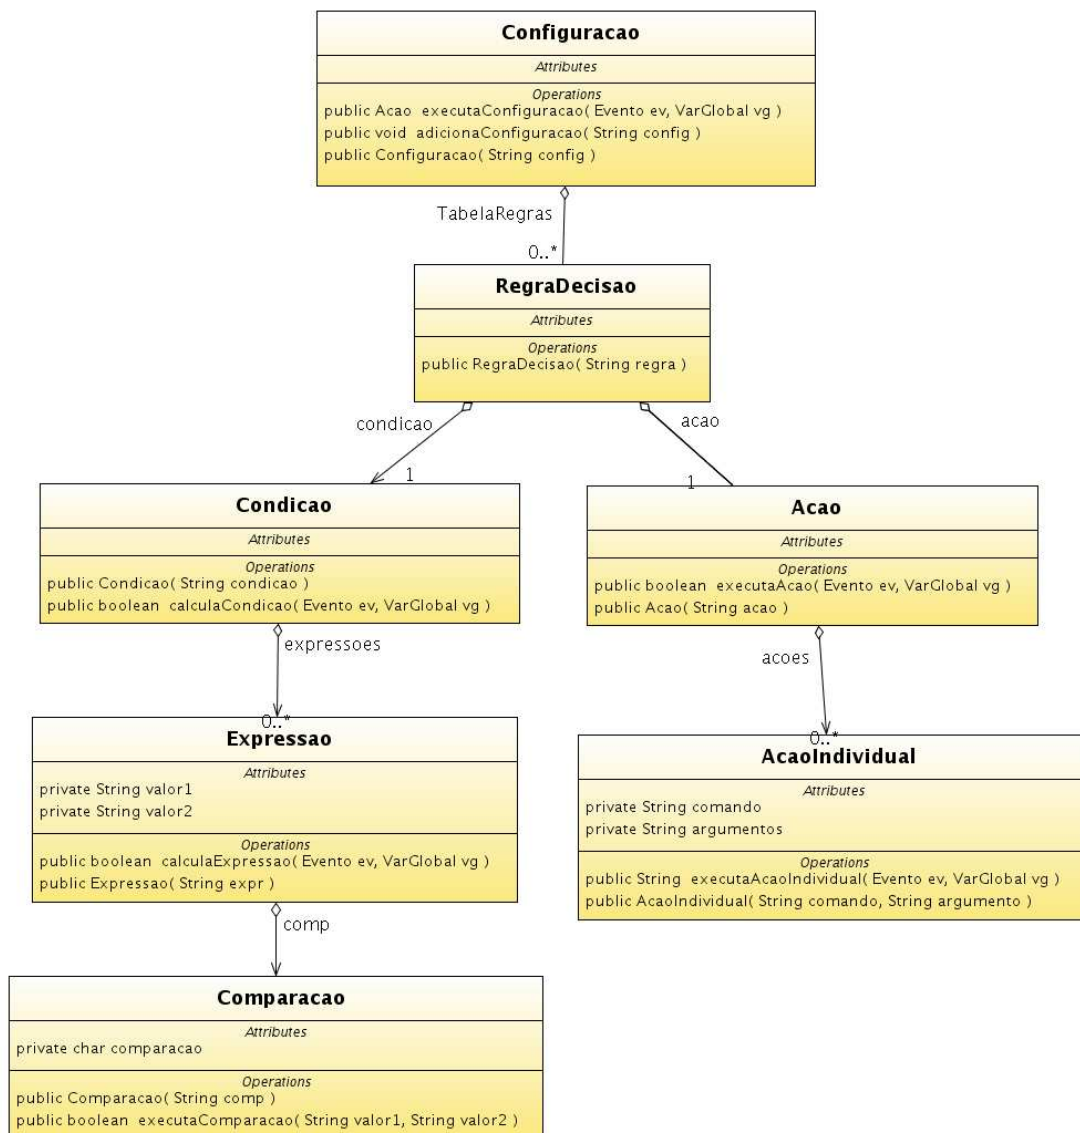 Configuracao
Attributes
Operations
public Acao executaConfiguracao( Evento ev, VarGlobal vg )
public void adicionaConfiguracao( String config )
public Configuracao( String config )
TabelaRegras
0..*
RegraDecisao
Attributes
Operations
public RegraDecisao( String regra )
condicao
acao
1
1
Condicao
Attributes
Operations
public Condicao( String condicao )
public boolean calculaCondicao( Evento ev, VarGlobal vg )
Acao
Attributes
Operations
public boolean executaAcao( Evento ev, VarGlobal vg )
public Acao( String acao )
expressoes
acoes
0..*
Expressao
Attributes
private String valor1
private String valor2
Operations
public boolean calculaExpressao( Evento ev, VarGlobal vg )
public Expressao( String expr )
0..*
AcaoIndividual
Attributes
private String comando
private String argumentos
Operations
public String executaAcaoIndividual( Evento ev, VarGlobal vg )
public AcaoIndividual( String comando, String argumento )
comp
Comparacao
Attributes
private char comparacao
Operations
public Comparacao( String comp )
public boolean executaComparacao( String valor1, String valor2 )